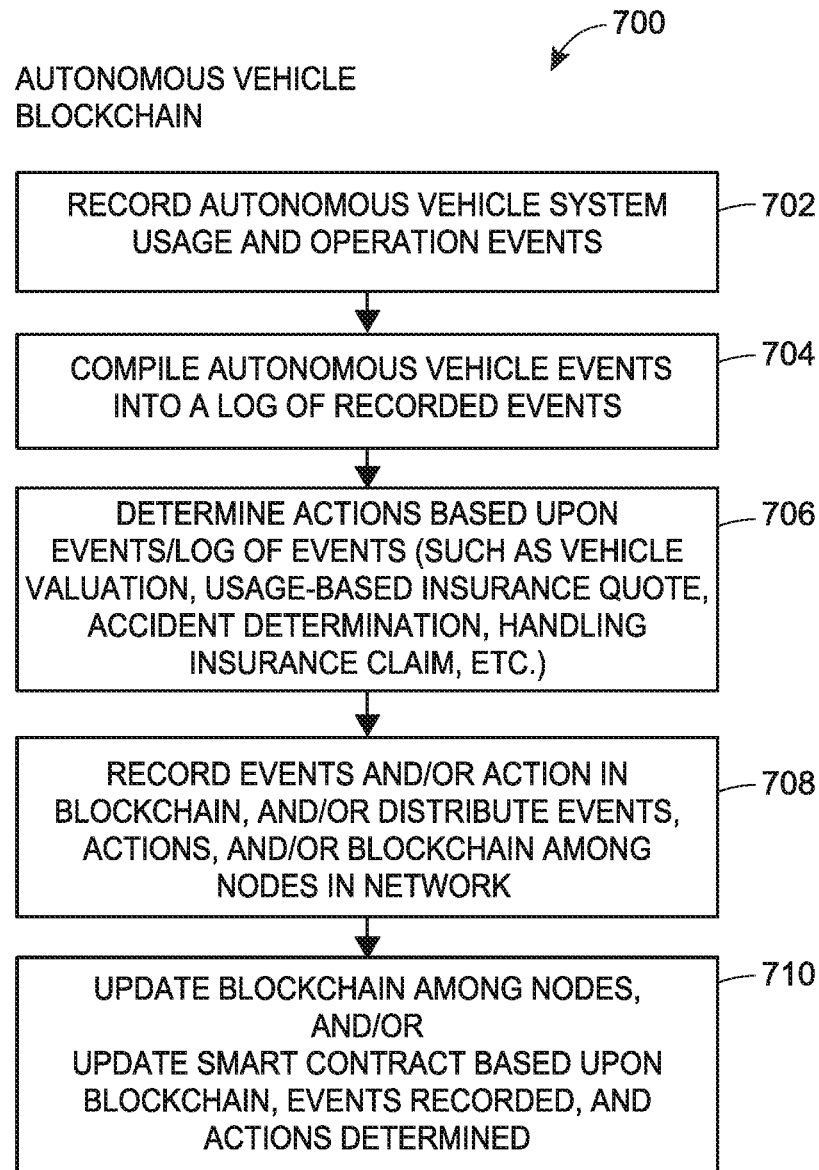 700
AUTONOMOUS VEHICLE
BLOCKCHAIN
RECORD AUTONOMOUS VEHICLE SYSTEM
USAGE AND OPERATION EVENTS
702
COMPILE AUTONOMOUS VEHICLE EVENTS
INTO A LOG OF RECORDED EVENTS
704
DETERMINE ACTIONS BASED UPON
EVENTS/LOG OF EVENTS (SUCH AS VEHICLE
VALUATION, USAGE-BASED INSURANCE QUOTE,
ACCIDENT DETERMINATION, HANDLING
INSURANCE CLAIM, ETC.)
706
RECORD EVENTS AND/OR ACTION IN
BLOCKCHAIN, AND/OR DISTRIBUTE EVENTS,
ACTIONS, AND/OR BLOCKCHAIN AMONG
NODES IN NETWORK
708
UPDATE BLOCKCHAIN AMONG NODES,
AND/OR
UPDATE SMART CONTRACT BASED UPON
BLOCKCHAIN, EVENTS RECORDED, AND
ACTIONS DETERMINED
710